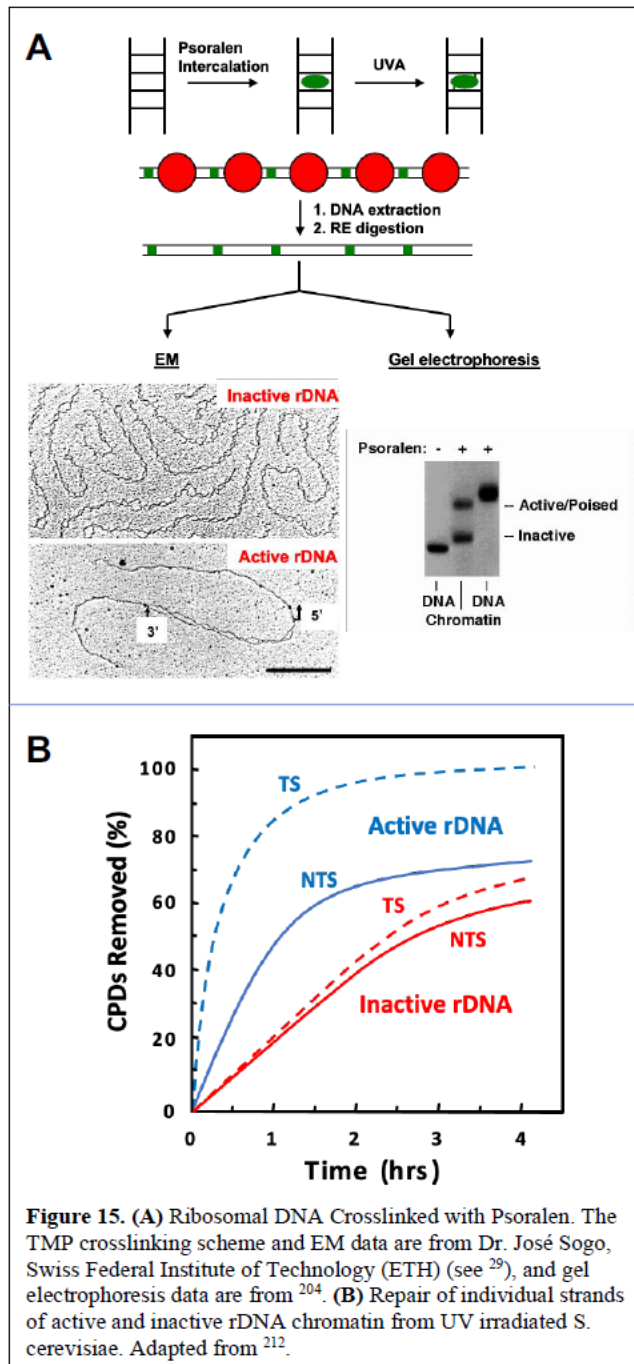 A
Psoralen
Intercalation
UVA
1. DNA extraction
2. RE digestion
EM
Gel electrophoresis
Inactive rDNA
Active rDNA
3'
5'
Psoralen: - + +
-- Active/Poised
-- Inactive
DNA DNA
Chromatin
B
CPDs Removed (%)
100
80
60
40
20
0
TS
Active rDNA
NTS
TS
NTS
Inactive rDNA
0 1 2 3 4
Time (hrs)
Figure 15. (A) Ribosomal DNA Crosslinked with Psoralen. The
TMP crosslinking scheme and EM data are from Dr. José Sogo,
Swiss Federal Institute of Technology (ETH) (see 29), and gel
electrophoresis data are from 204. (B) Repair of individual strands
of active and inactive rDNA chromatin from UV irradiated S.
cerevisiae. Adapted from 212.